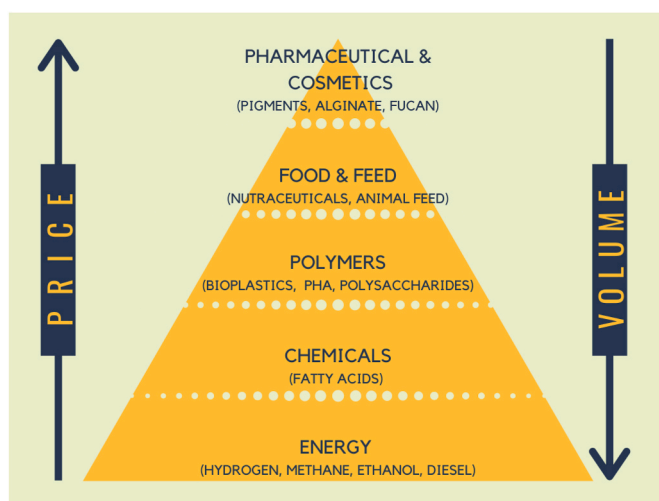 PHARMACEUTICAL &
COSMETICS
(PIGMENTS, ALGINATE, FUCAN)
FOOD & FEED
(NUTRACEUTICALS, ANIMAL FEED)
POLYMERS
(BIOPLASTICS, PHA, POLYSACCHARIDES)
CHEMICALS
(FATTY ACIDS)
ENERGY
(HYDROGEN, METHANE, ETHANOL, DIESEL)
PRICE
VOLUME